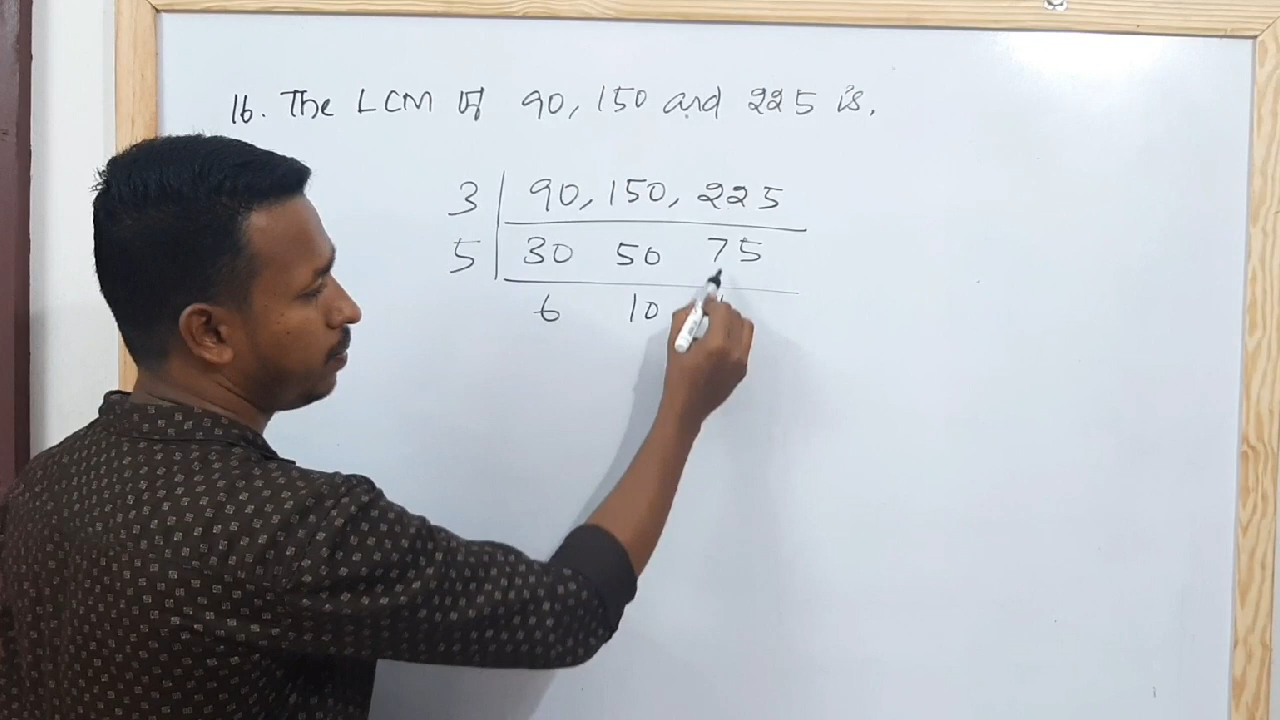 16. The LCM of 90, 150 and 225 is.
3 | 90, 150, 225
5 | 30 50 75
6 10